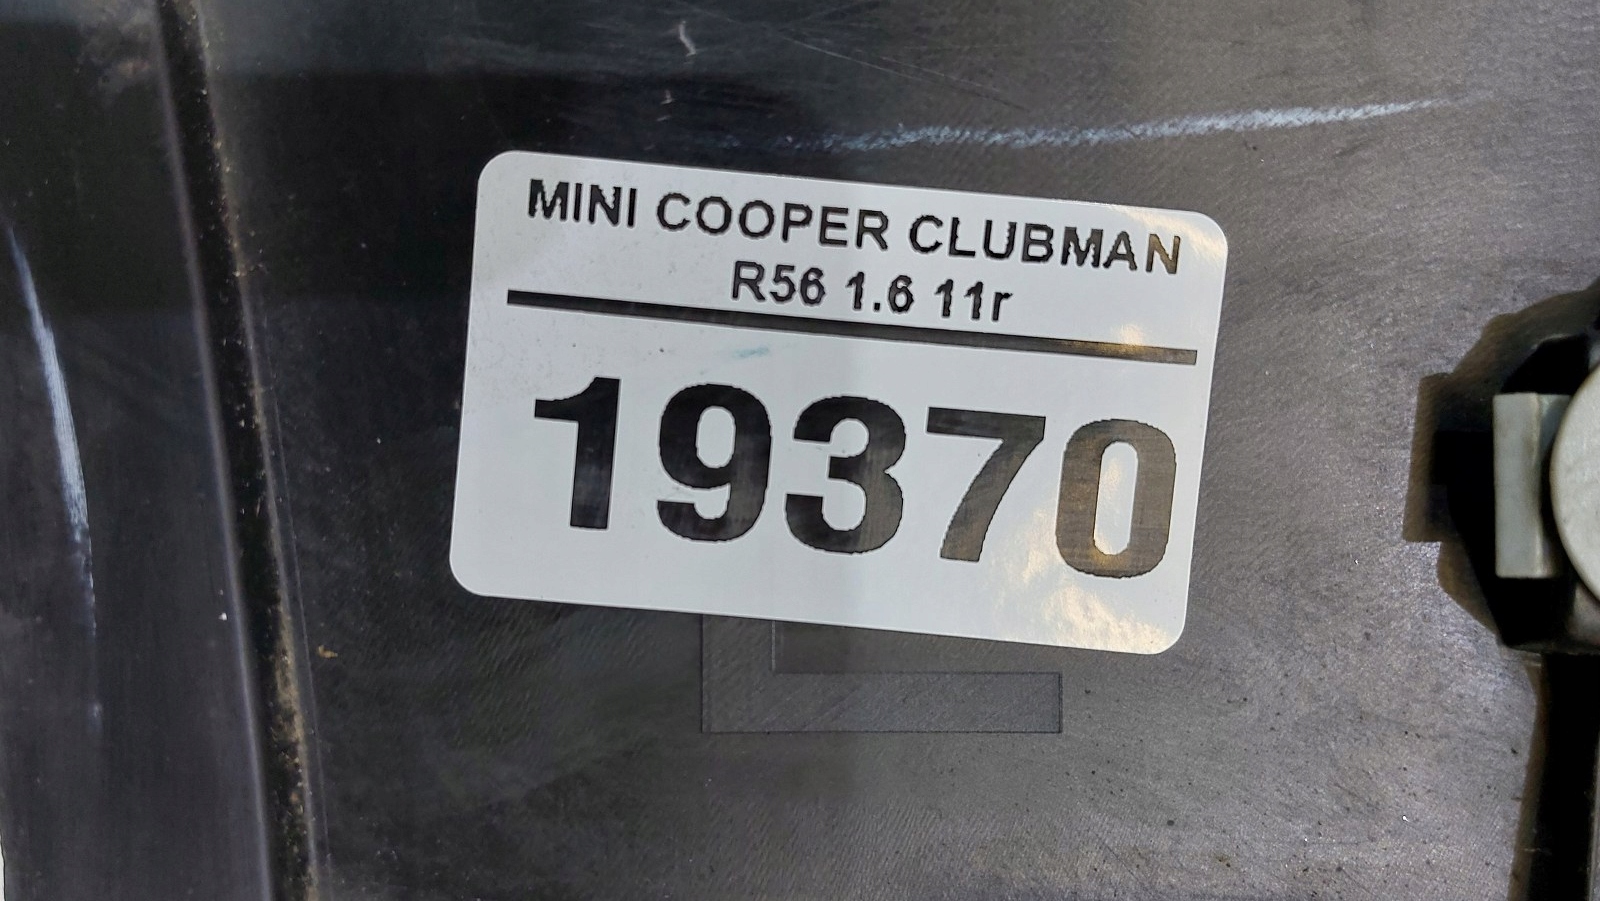 MINI COOPER CLUBMAN
R56 1.6 11r
19370